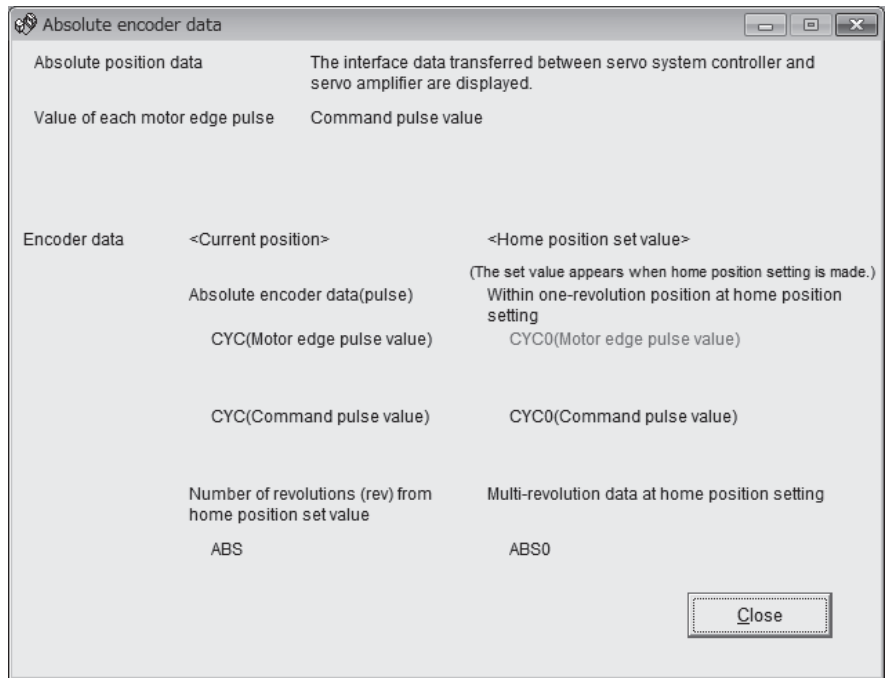 Absolute encoder data
Absolute position data The interface data transferred between servo system controller and
servo amplifier are displayed.
Value of each motor edge pulse Command pulse value
Encoder data <Current position> <Home position set value>
(The set value appears when home position setting is made.)
Absolute encoder data(pulse) Within one-revolution position at home position
setting
CYC(Motor edge pulse value) CYC0(Motor edge pulse value)
CYC(Command pulse value) CYC0(Command pulse value)
Number of revolutions (rev) from Multi-revolution data at home position setting
home position set value
ABS ABS0
Close